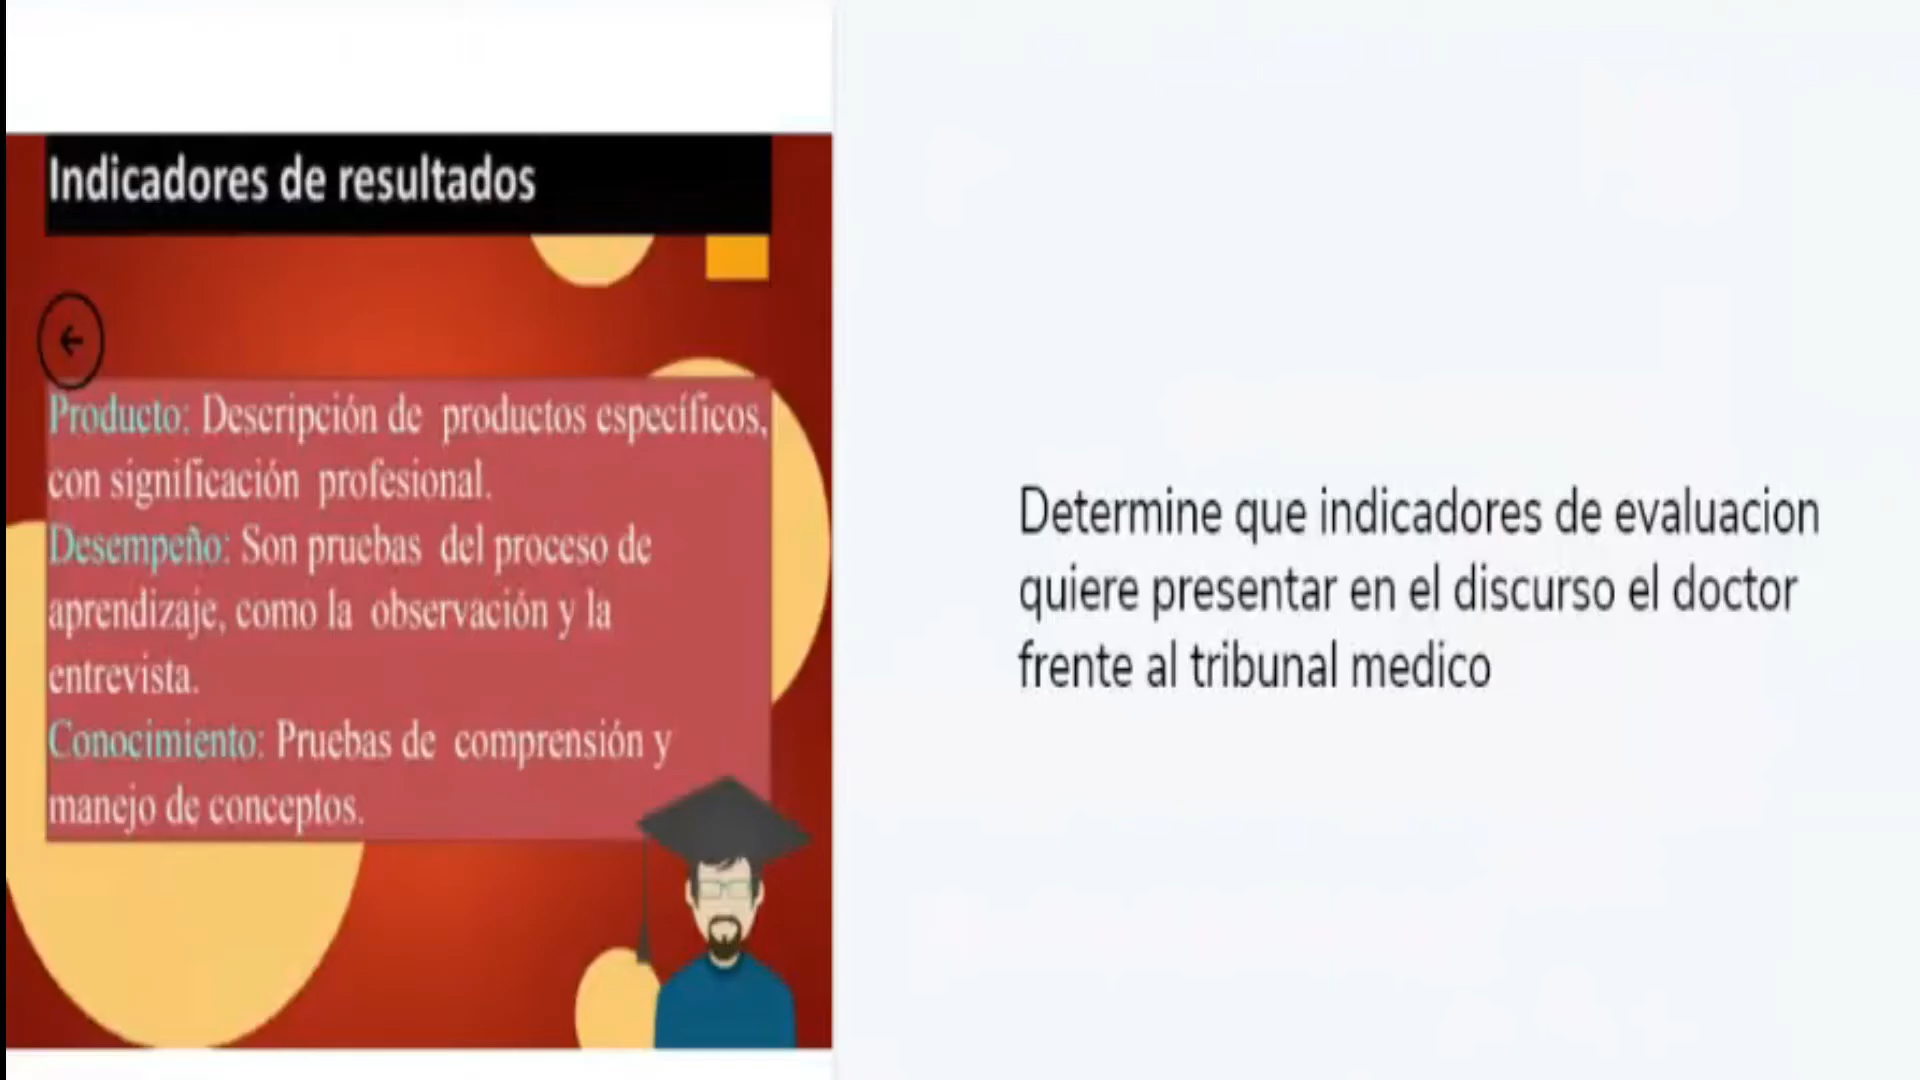 Indicadores de resultados
Producto: Descripción de productos específicos,
con significación profesional.
Desempeño: Son pruebas del proceso de
aprendizaje, como la observación y la
entrevista.
Conocimiento: Pruebas de comprensión y
manejo de conceptos.
Determine que indicadores de evaluacion
quiere presentar en el discurso el doctor
frente al tribunal medico